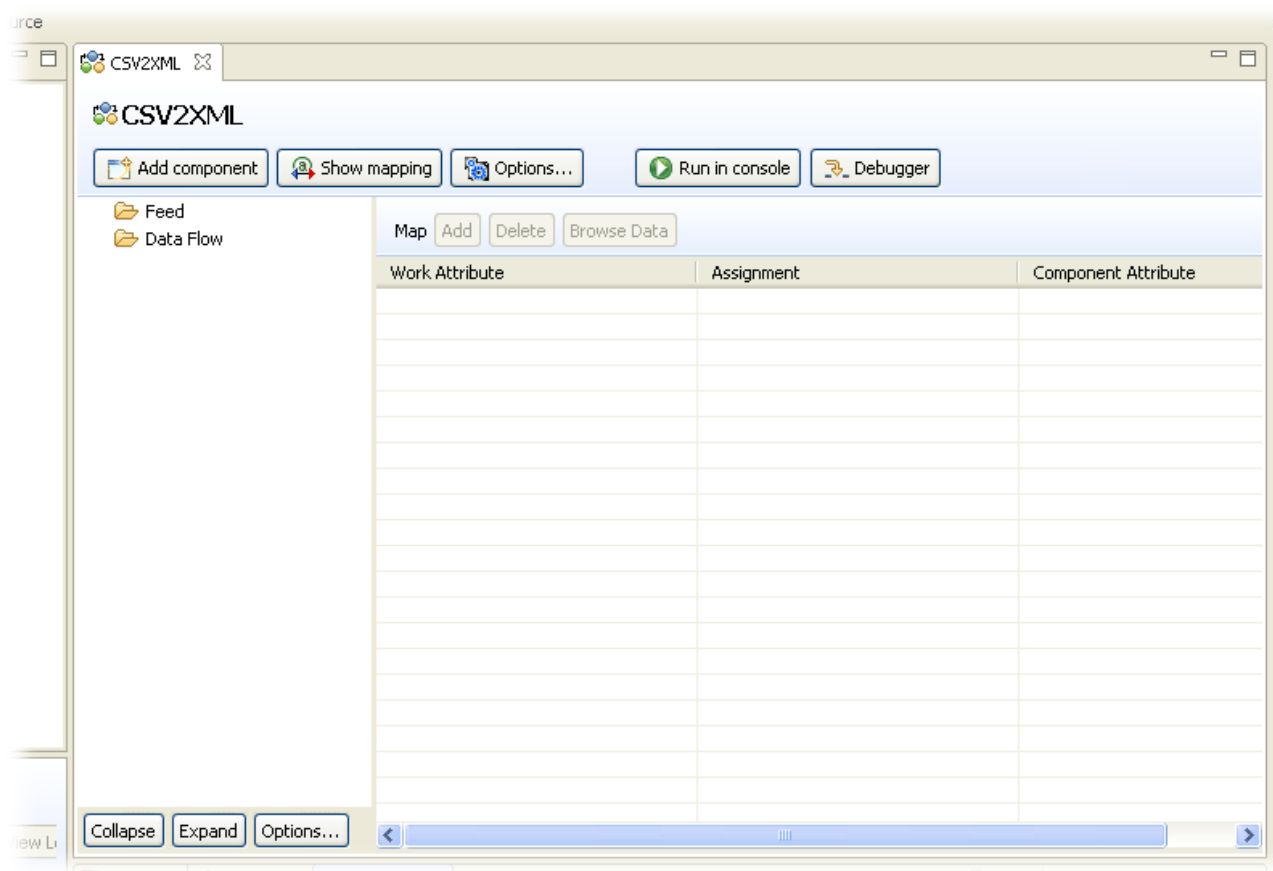 CSV2XML
CSV2XML
Add component Show mapping Options... Run in console Debugger
Feed
Data Flow
Map Add Delete Browse Data
Work Attribute Assignment Component Attribute
Collapse Expand Options...